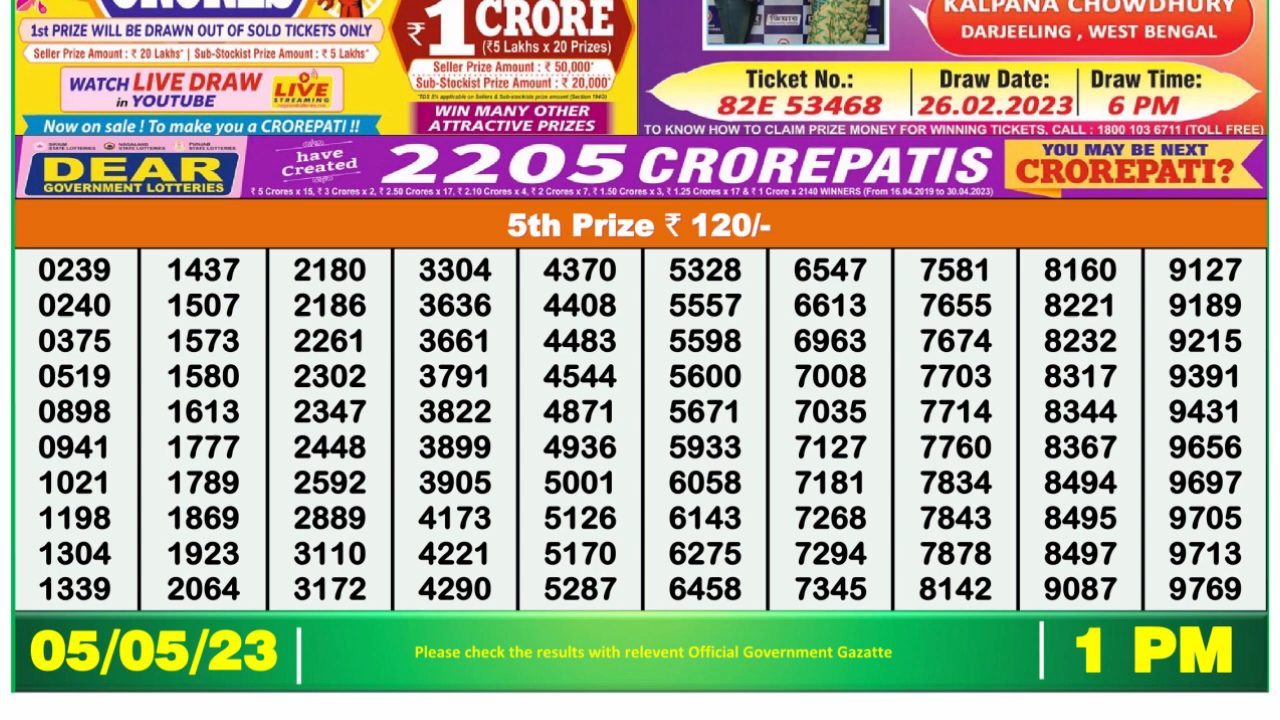 1st PRIZE WILL BE DRAWN OUT OF SOLD TICKETS ONLY
Seller Prize Amount : ₹ 20 Lakhs* | Sub-Stockist Prize Amount : ₹ 5 Lakhs*
WATCH LIVE DRAW
in YOUTUBE
LIVE
STREAMING
Now on sale ! To make you a CROREPATI !!
₹1 CRORE
(₹5 Lakhs x 20 Prizes)
Seller Prize Amount : ₹ 50,000*
Sub-Stockist Prize Amount : ₹ 20,000*
WIN MANY OTHER
ATTRACTIVE PRIZES
KALPANA CHOWDHURY
DARJEELING , WEST BENGAL
Ticket No.: Draw Date: Draw Time:
82E 53468 26.02.2023 6 PM
TO KNOW HOW TO CLAIM PRIZE MONEY FOR WINNING TICKETS, CALL : 1800 103 6711 (TOLL FREE)
DEAR
GOVERNMENT LOTTERIES
have
created
2205 CROREPATIS
₹ 5 Crores x 15, ₹ 3 Crores x 2, ₹ 2.50 Crores x 17, ₹ 2.10 Crores x 4, ₹ 2 Crores x 7, ₹ 1.50 Crores x 3, ₹ 1.25 Crores x 17 & ₹ 1 Crore x 2140 WINNERS (From 16.04.2019 to 30.04.2023)
YOU MAY BE NEXT
CROREPATI?
5th Prize ₹ 120/-
0239 1437 2180 3304 4370 5328 6547 7581 8160 9127
0240 1507 2186 3636 4408 5557 6613 7655 8221 9189
0375 1573 2261 3661 4483 5598 6963 7674 8232 9215
0519 1580 2302 3791 4544 5600 7008 7703 8317 9391
0898 1613 2347 3822 4871 5671 7035 7714 8344 9431
0941 1777 2448 3899 4936 5933 7127 7760 8367 9656
1021 1789 2592 3905 5001 6058 7181 7834 8494 9697
1198 1869 2889 4173 5126 6143 7268 7843 8495 9705
1304 1923 3110 4221 5170 6275 7294 7878 8497 9713
1339 2064 3172 4290 5287 6458 7345 8142 9087 9769
05/05/23
Please check the results with relevent Official Government Gazatte
1 PM